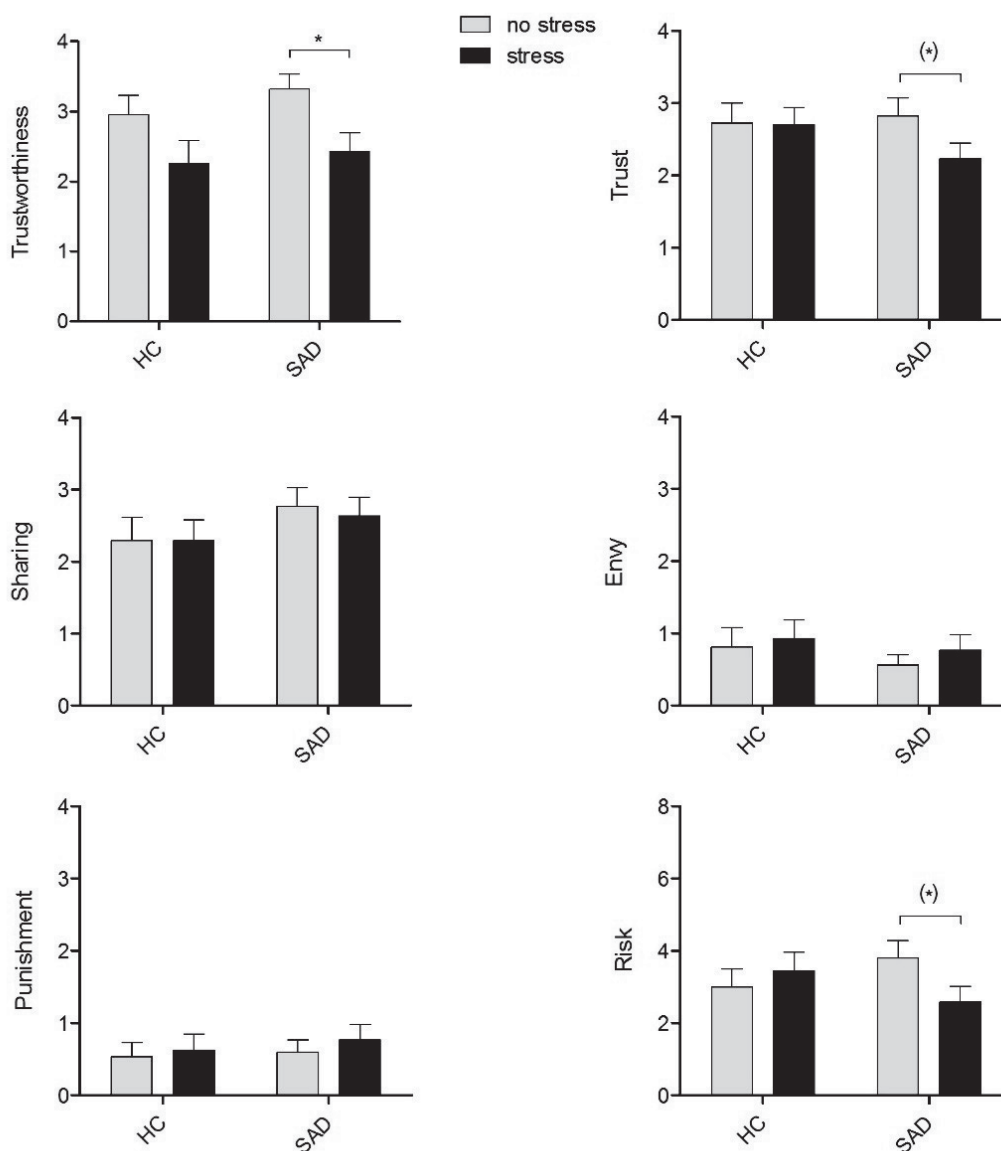 no stress
stress
4
3
2
1
0
Trustworthiness
*
HC
SAD
4
3
2
1
0
Trust
(*)
HC
SAD
4
3
2
1
0
Sharing
HC
SAD
4
3
2
1
0
Envy
HC
SAD
4
3
2
1
0
Punishment
HC
SAD
8
6
4
2
0
Risk
(*)
HC
SAD